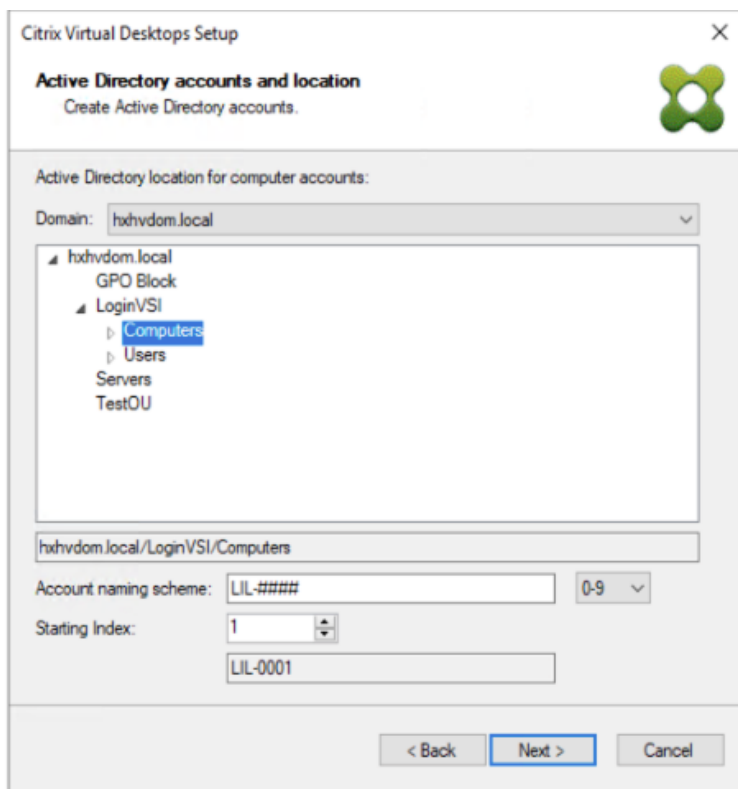 Citrix Virtual Desktops Setup
Active Directory accounts and location
Create Active Directory accounts.
Active Directory location for computer accounts:
Domain: hxhvdom.local
hxhvdom.local
GPO Block
LoginVSI
Computers
Users
Servers
TestOU
hxhvdom.local/LoginVSI/Computers
Account naming scheme: LIL-#### 0-9
Starting Index: 1
LIL-0001
< Back Next > Cancel